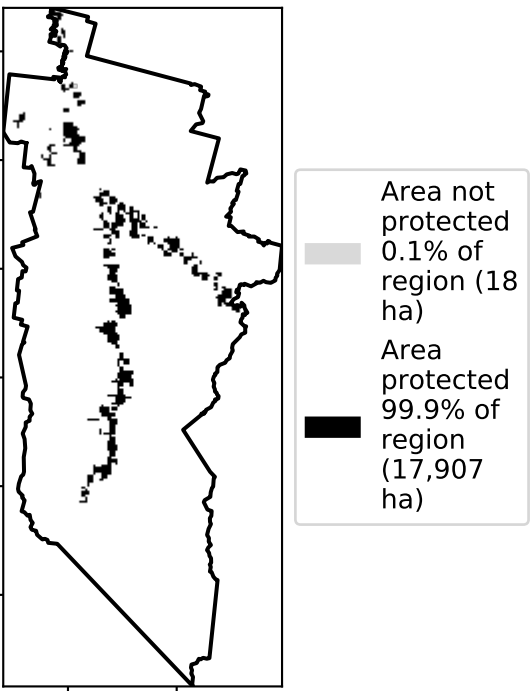 Area not
protected
0.1% of
region (18
ha)
Area
protected
99.9% of
region
(17,907
ha)